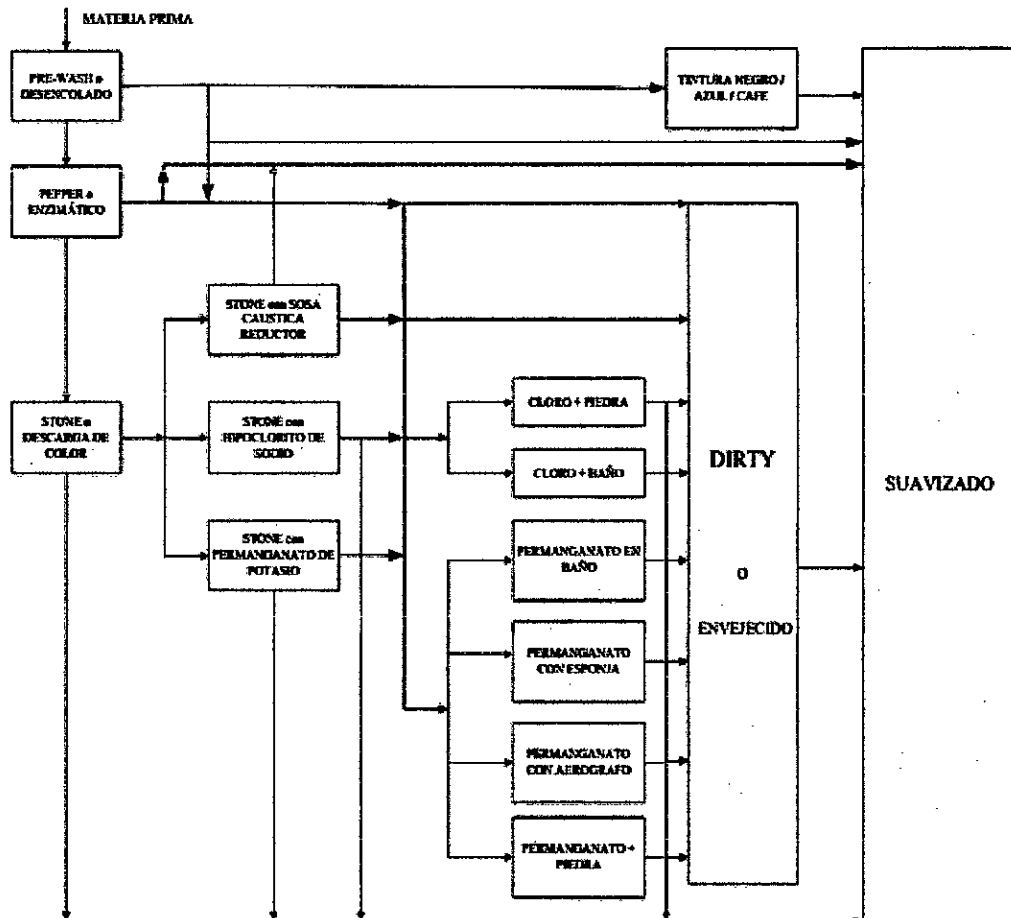 MATERIA PRIMA
PRE-WASH o
DESENCOLADO
TINTURA NEGRO /
AZUL / CAFE
PEPPER o
ENZIMÁTICO
STONE con SOSA
CAUSTICA
REDUCTOR
STONE o
DESCARGA DE
COLOR
STONE con
HIPOCLORITO DE
SODIO
STONE con
PERMANGANATO DE
POTASIO
CLORO + PIEDRA
CLORO + BAÑO
PERMANGANATO EN
BAÑO
PERMANGANATO
CON ESPONJA
PERMANGANATO
CON AEROGRAFO
PERMANGANATO +
PIEDRA
DIRTY
O
ENVEJECIDO
SUAVIZADO